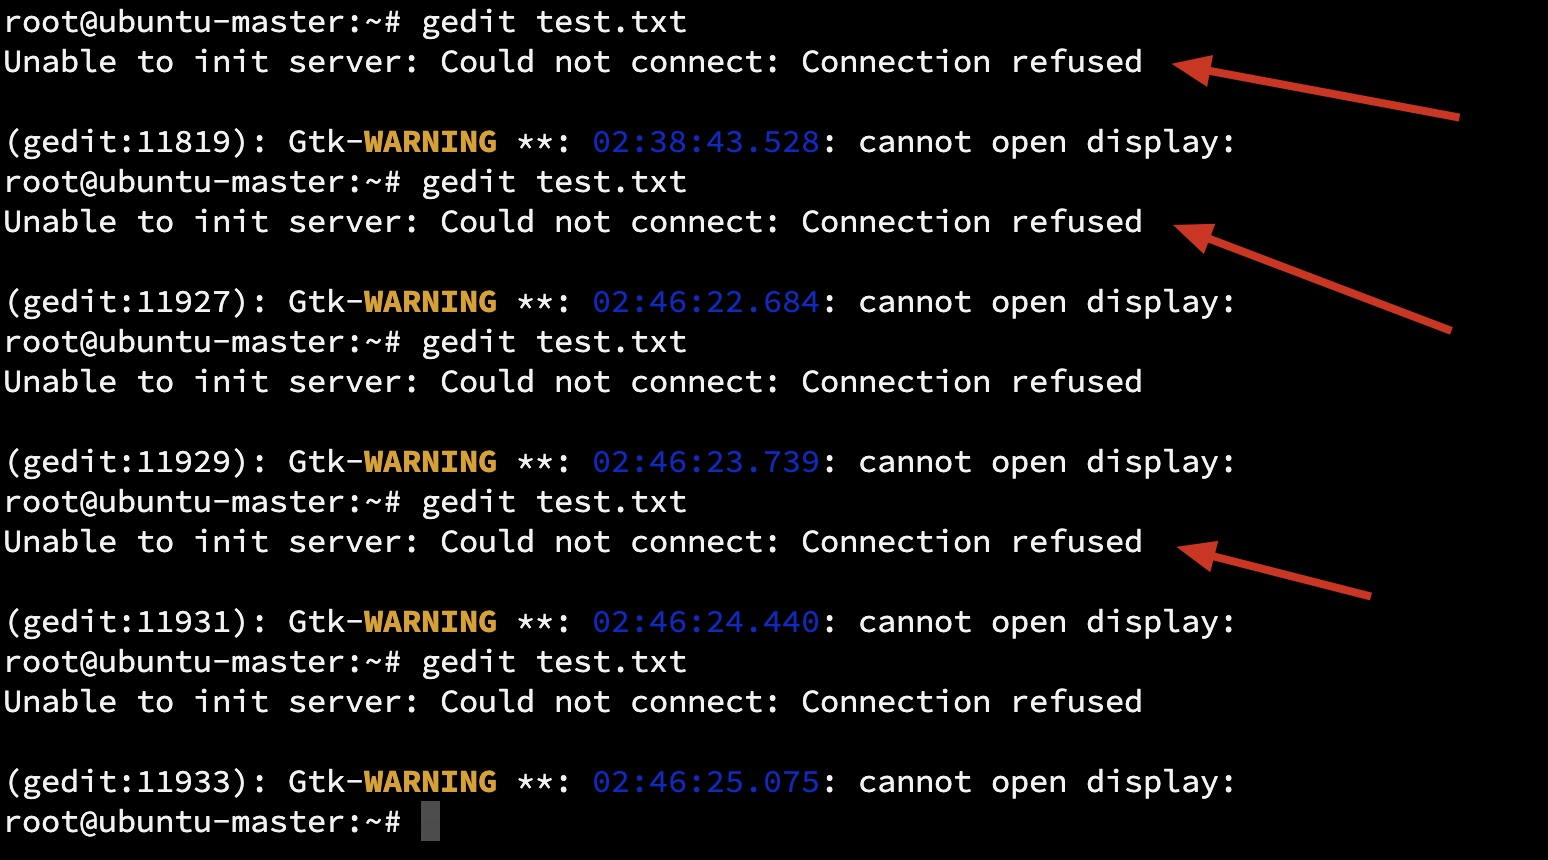 root@ubuntu-master:~# gedit test.txt
Unable to init server: Could not connect: Connection refused
(gedit:11819): Gtk-WARNING **: 02:38:43.528: cannot open display:
root@ubuntu-master:~# gedit test.txt
Unable to init server: Could not connect: Connection refused
(gedit:11927): Gtk-WARNING **: 02:46:22.684: cannot open display:
root@ubuntu-master:~# gedit test.txt
Unable to init server: Could not connect: Connection refused
(gedit:11929): Gtk-WARNING **: 02:46:23.739: cannot open display:
root@ubuntu-master:~# gedit test.txt
Unable to init server: Could not connect: Connection refused
(gedit:11931): Gtk-WARNING **: 02:46:24.440: cannot open display:
root@ubuntu-master:~# gedit test.txt
Unable to init server: Could not connect: Connection refused
(gedit:11933): Gtk-WARNING **: 02:46:25.075: cannot open display:
root@ubuntu-master:~#